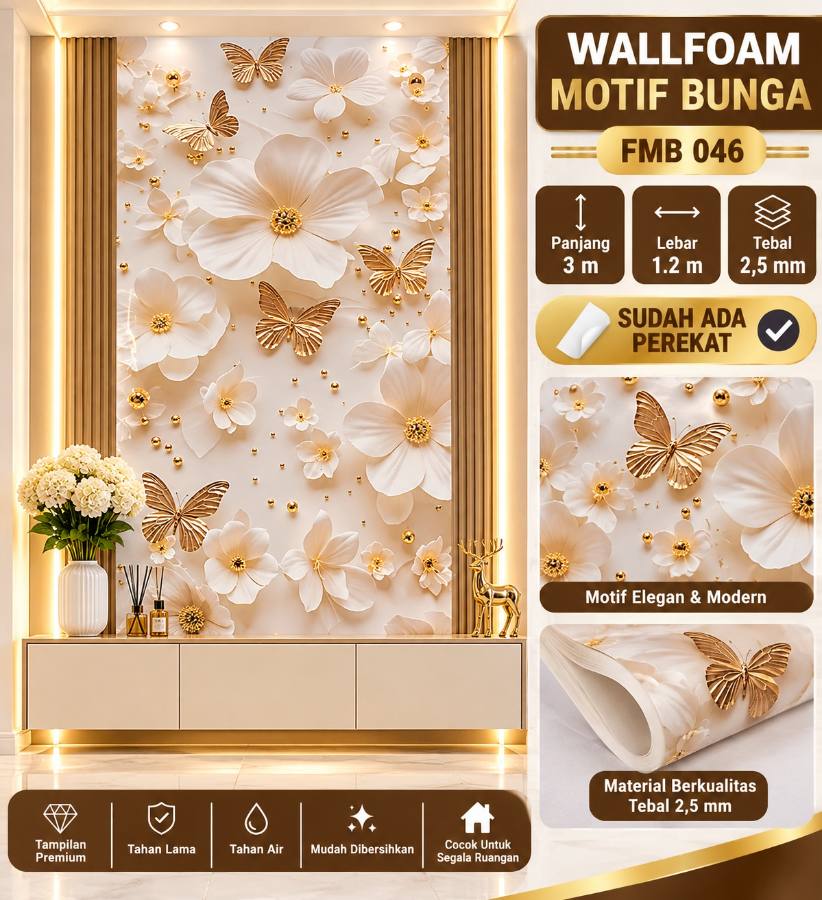 WALLFOAM
MOTIF BUNGA
FMB 046
Panjang
3 m
Lebar
1.2 m
Tebal
2,5 mm
SUDAH ADA
PEREKAT
Motif Elegan & Modern
Material Berkualitas
Tebal 2,5 mm
Tampilan
Premium
Tahan Lama
Tahan Air
Mudah Dibersihkan
Cocok Untuk
Segala Ruangan